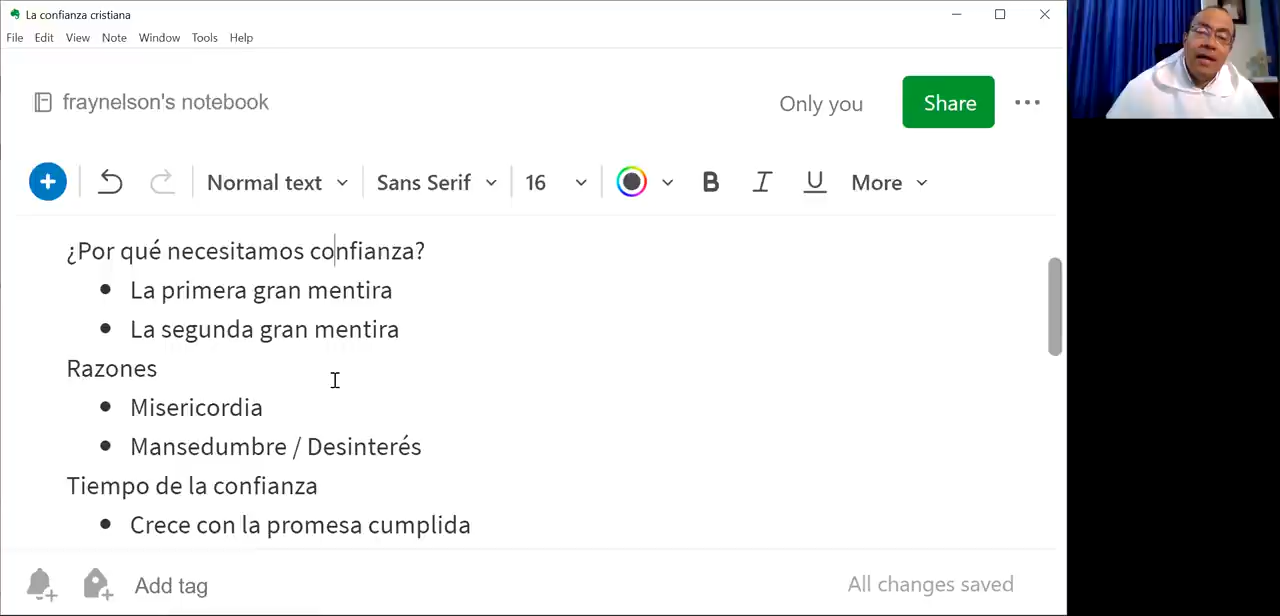 La confianza cristiana
File Edit View Note Window Tools Help
fraynelson's notebook
Only you
Share
Normal text
Sans Serif
16
B I U
More
¿Por qué necesitamos confianza?
La primera gran mentira
La segunda gran mentira
Razones
Misericordia
Mansedumbre / Desinterés
Tiempo de la confianza
Crece con la promesa cumplida
Add tag
All changes saved